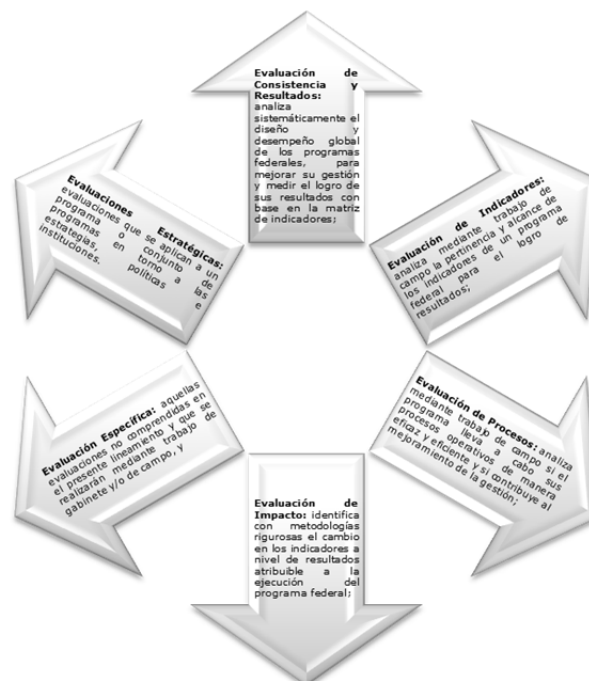 Evaluación de
Consistencia y
Resultados:
analiza
sistemáticamente el
diseño y
desempeño global
de los programas
federales, para
mejorar su gestión
y medir el logro de
sus resultados con
base en la matriz
de indicadores;
Evaluación de Indicadores:
analiza mediante trabajo de
campo la pertinencia y alcance de
los indicadores de un programa
federal para el logro de
resultados;
Evaluación de Procesos: analiza
mediante trabajo de campo si el
programa lleva a cabo sus
procesos operativos de manera
eficaz y eficiente y si contribuye al
mejoramiento de la gestión;
Evaluación de
Impacto: identifica
con metodologías
rigurosas el cambio
en los indicadores a
nivel de resultados
atribuible a la
ejecución del
programa federal;
Evaluación Específica: aquellas
evaluaciones no comprendidas en
el presente lineamiento y que se
realizarán mediante trabajo de
gabinete y/o de campo, y
Evaluaciones Estratégicas:
evaluaciones que se aplican a un
programa o conjunto de
programas en torno a las
estrategias, políticas e
instituciones.